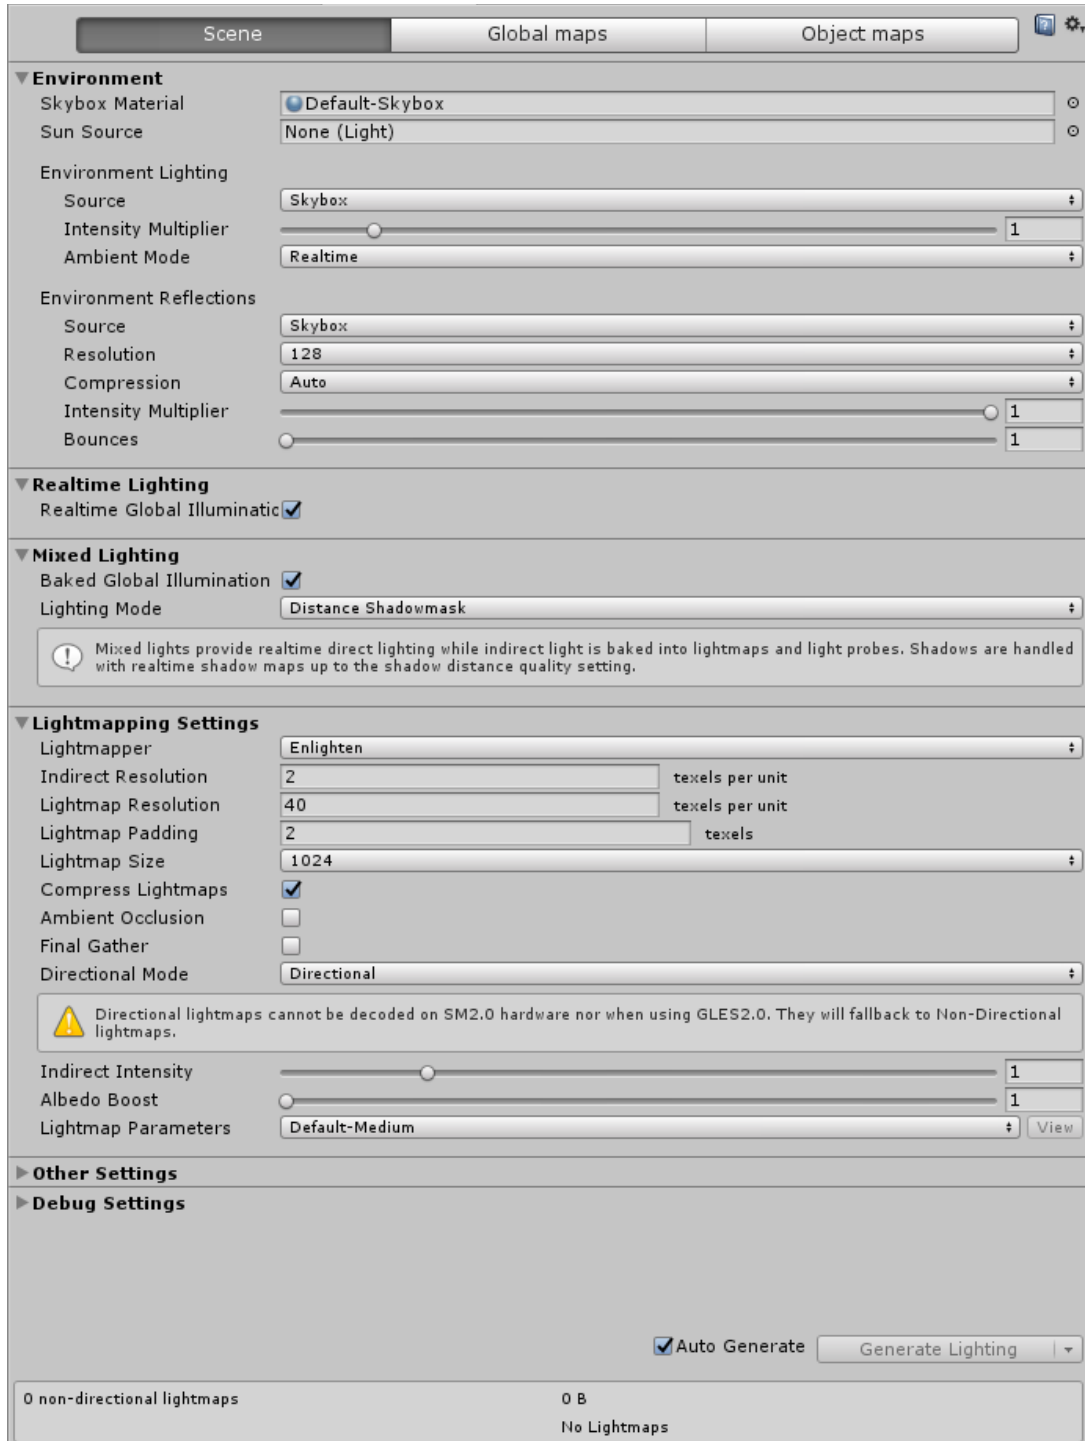 Scene Global maps Object maps
Environment
Skybox Material Default-Skybox
Sun Source None (Light)
Environment Lighting
Source Skybox
Intensity Multiplier 1
Ambient Mode Realtime
Environment Reflections
Source Skybox
Resolution 128
Compression Auto
Intensity Multiplier 1
Bounces 1
Realtime Lighting
Realtime Global Illuminatic
Mixed Lighting
Baked Global Illumination
Lighting Mode Distance Shadowmask
Mixed lights provide realtime direct lighting while indirect light is baked into lightmaps and light probes. Shadows are handled
with realtime shadow maps up to the shadow distance quality setting.
Lightmapping Settings
Lightmapper Enlighten
Indirect Resolution 2 texels per unit
Lightmap Resolution 40 texels per unit
Lightmap Padding 2 texels
Lightmap Size 1024
Compress Lightmaps
Ambient Occlusion
Final Gather
Directional Mode Directional
Directional lightmaps cannot be decoded on SM2.0 hardware nor when using GLES2.0. They will fallback to Non-Directional
lightmaps.
Indirect Intensity 1
Albedo Boost 1
Lightmap Parameters Default-Medium View
Other Settings
Debug Settings
Auto Generate Generate Lighting
0 non-directional lightmaps 0 B
No Lightmaps